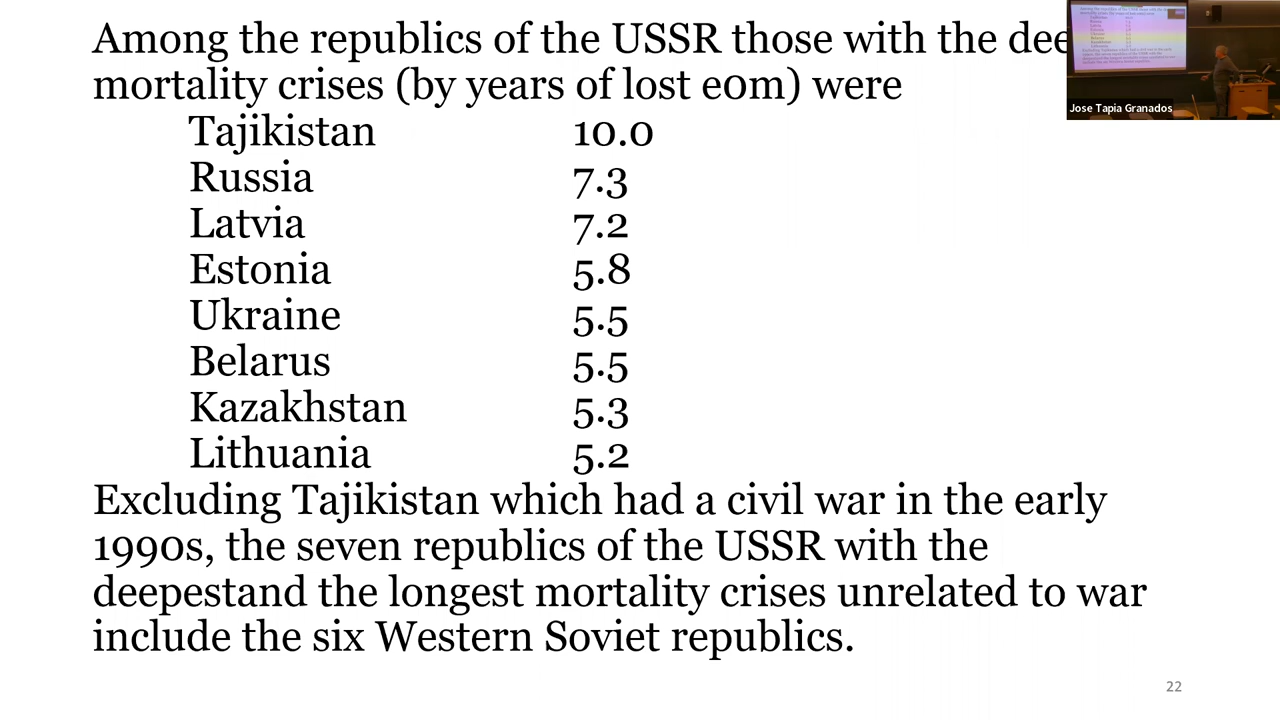 Among the republics of the USSR those with the
mortality crises (by years of lost e0m) were
Tajikistan 10.0
Russia 7.3
Latvia 7.2
Estonia 5.8
Ukraine 5.5
Belarus 5.5
Kazakhstan 5.3
Lithuania 5.2
Excluding Tajikistan which had a civil war in the early
1990s, the seven republics of the USSR with the
deepestand the longest mortality crises unrelated to war
include the six Western Soviet republics.
Jose Tapia Granados
22